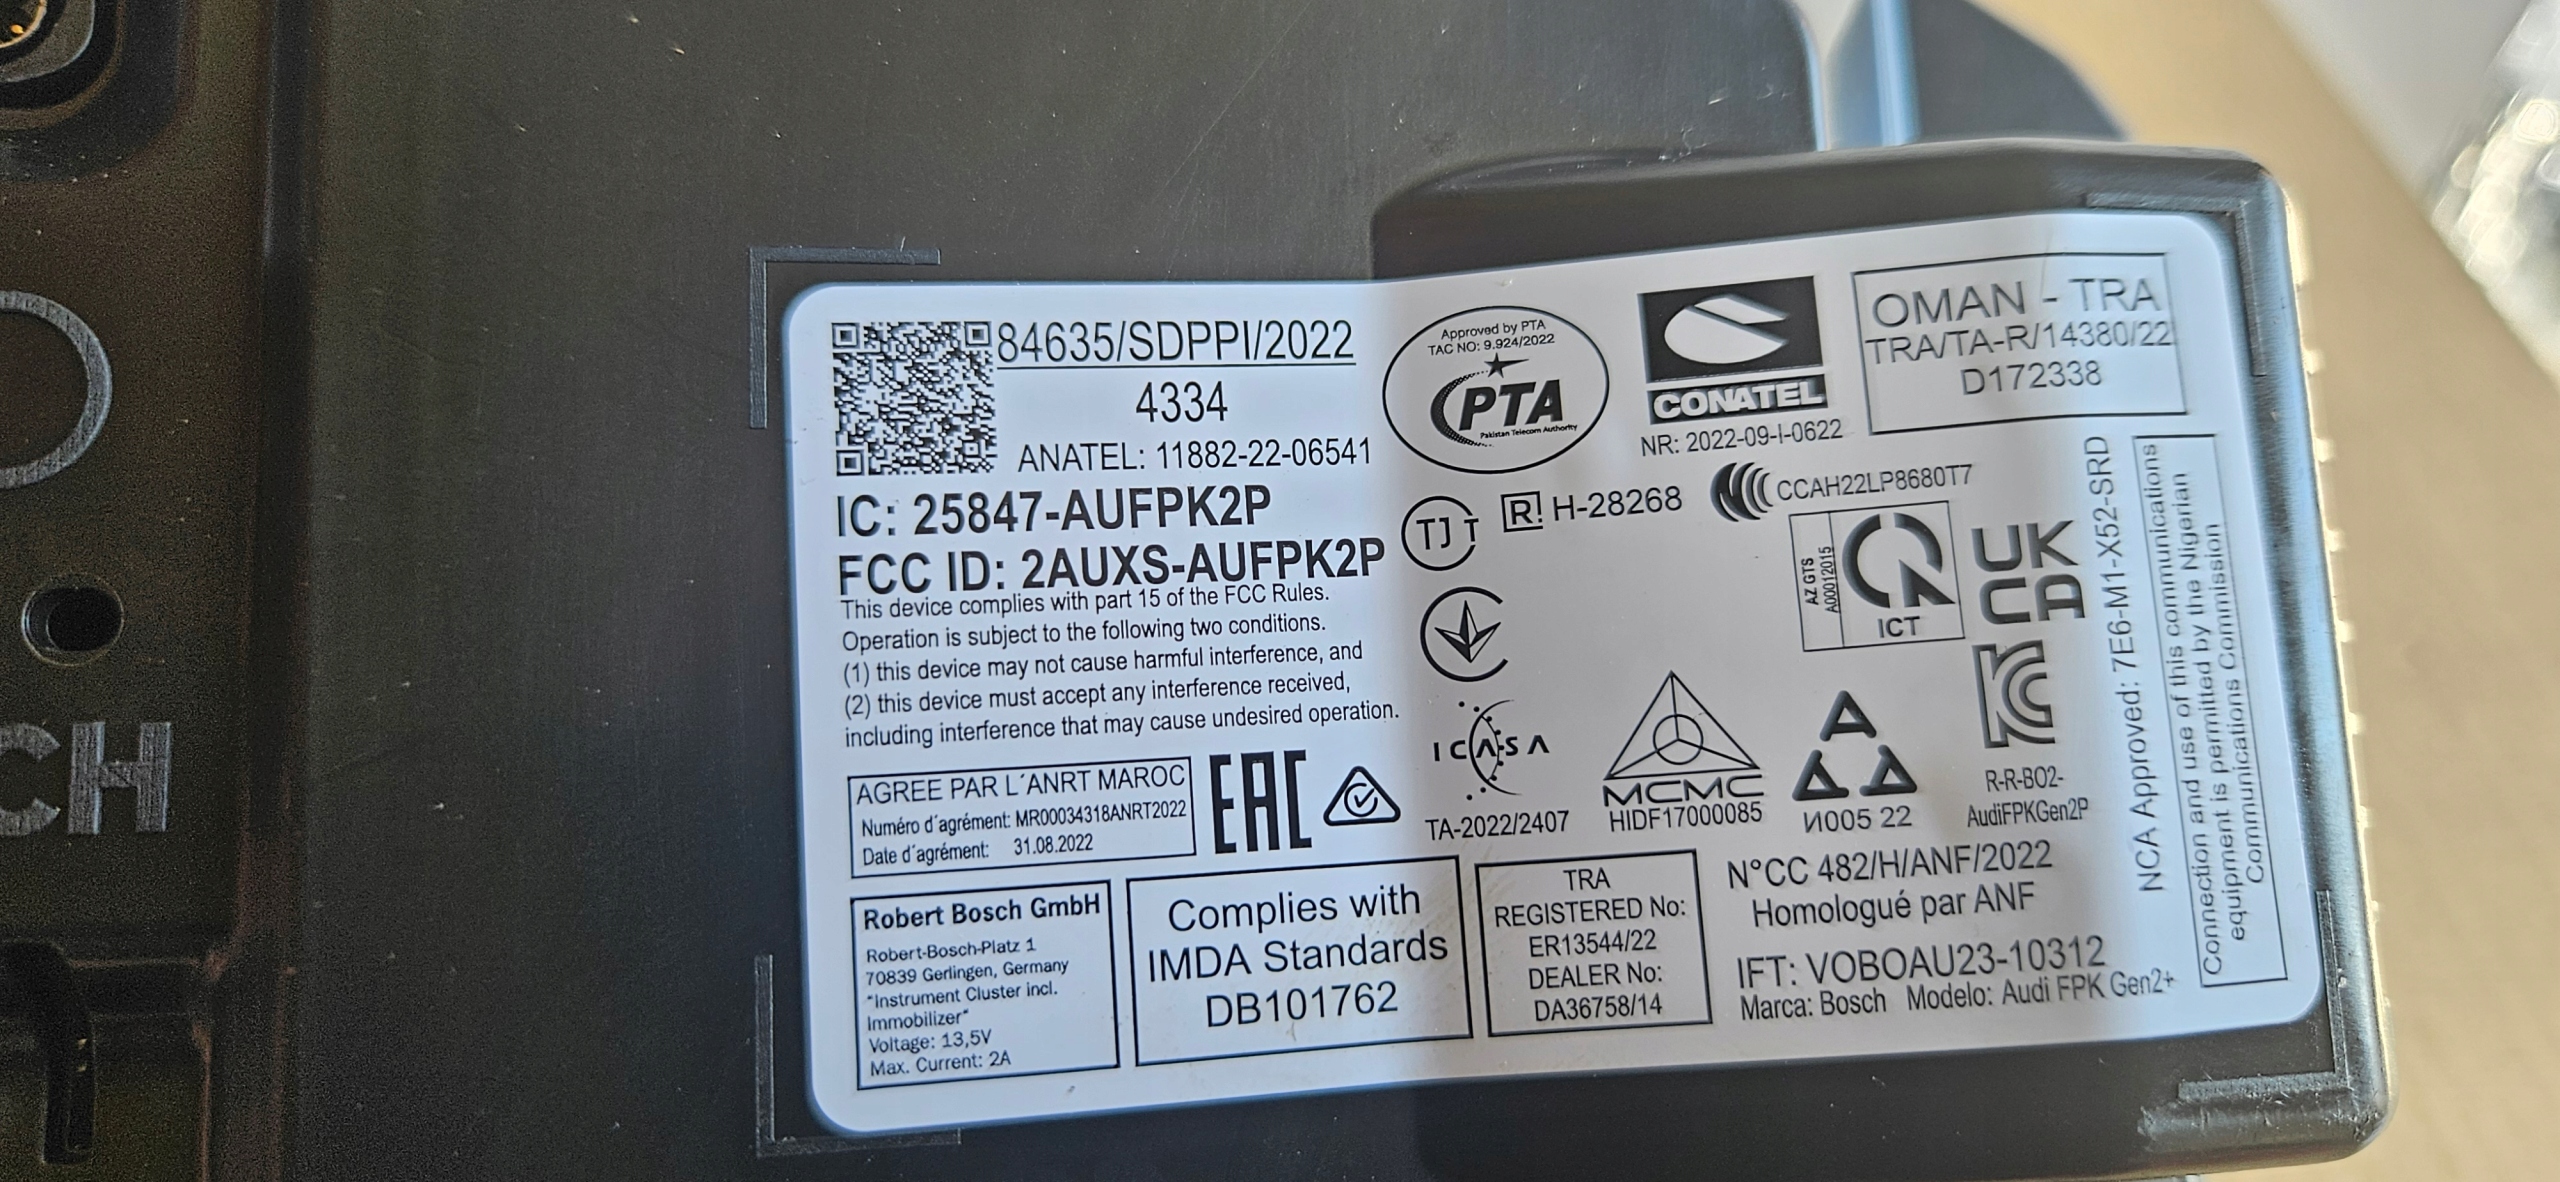 84635/SDPPI/2022
4334
ANATEL: 11882-22-06541
IC: 25847-AUFPK2P
FCC ID: 2AUXS-AUFPK2P
This device complies with part 15 of the FCC Rules.
Operation is subject to the following two conditions.
(1) this device may not cause harmful interference, and
(2) this device must accept any interference received,
including interference that may cause undesired operation.
AGREE PAR L´ANRT MAROC
Numéro d´agrément: MR00034318ANRT2022
Date d´agrément: 31.08.2022
EAC
Robert Bosch GmbH
Robert-Bosch-Platz 1
70839 Gerlingen, Germany
"Instrument Cluster incl.
Immobilizer"
Voltage: 13,5V
Max. Current: 2A
Complies with
IMDA Standards
DB101762
Approved by PTA
TAC NO: 9.924/2022
PTA
Pakistan Telecom Authority
CONATEL
NR: 2022-09-I-0622
OMAN - TRA
TRA/TA-R/14380/22
D172338
TJT
R H-28268
CCAH22LP8680T7
AZ GTS
A00012015
ICT
UK
CA
ICASA
TA-2022/2407
MCMC
HIDF17000085
И005 22
R-R-BO2-
AudiFPKGen2P
TRA
REGISTERED No:
ER13544/22
DEALER No:
DA36758/14
N°CC 482/H/ANF/2022
Homologué par ANF
IFT: VOBOAU23-10312
Marca: Bosch Modelo: Audi FPK Gen2+
NCA Approved: 7E6-M1-X52-SRD
Connection and use of this communications
equipment is permitted by the Nigerian
Communications Commission
CH